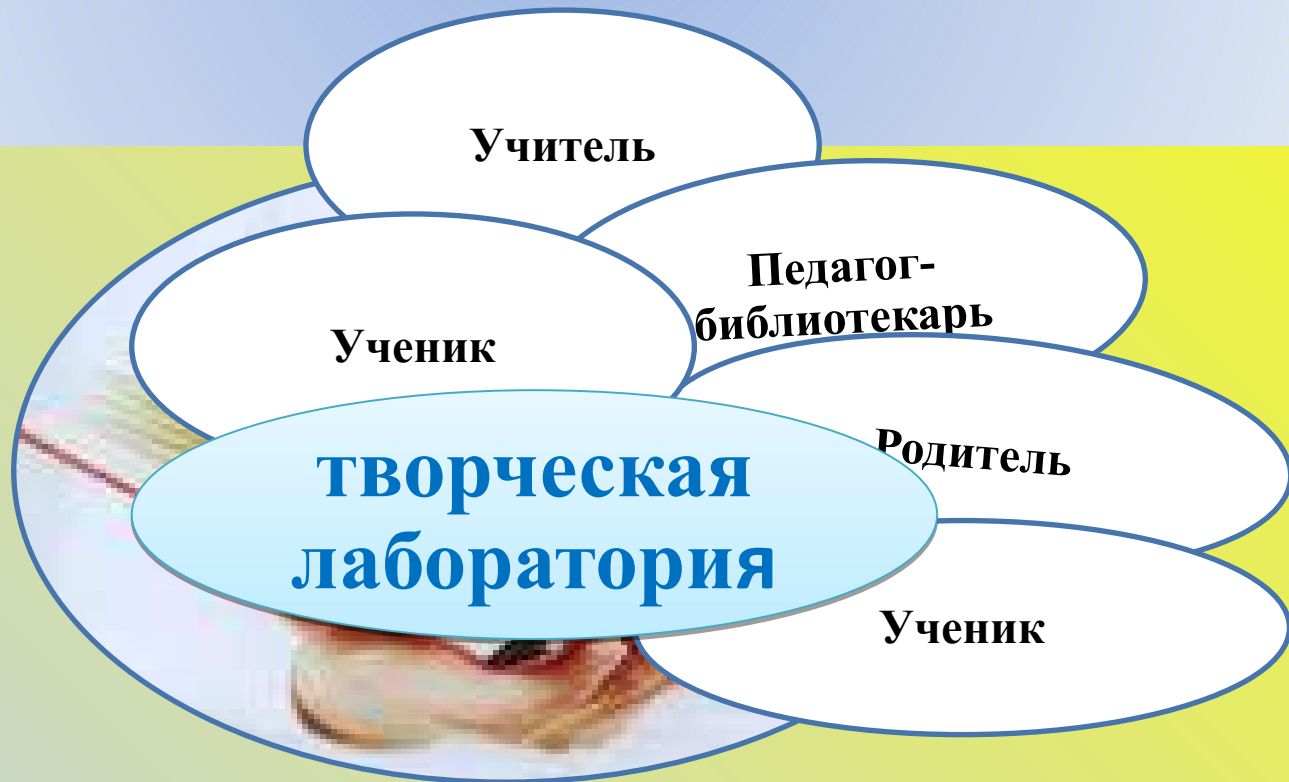 Учитель
Педагог-
библиотекарь
Ученик
Родитель
творческая
лаборатория
Ученик